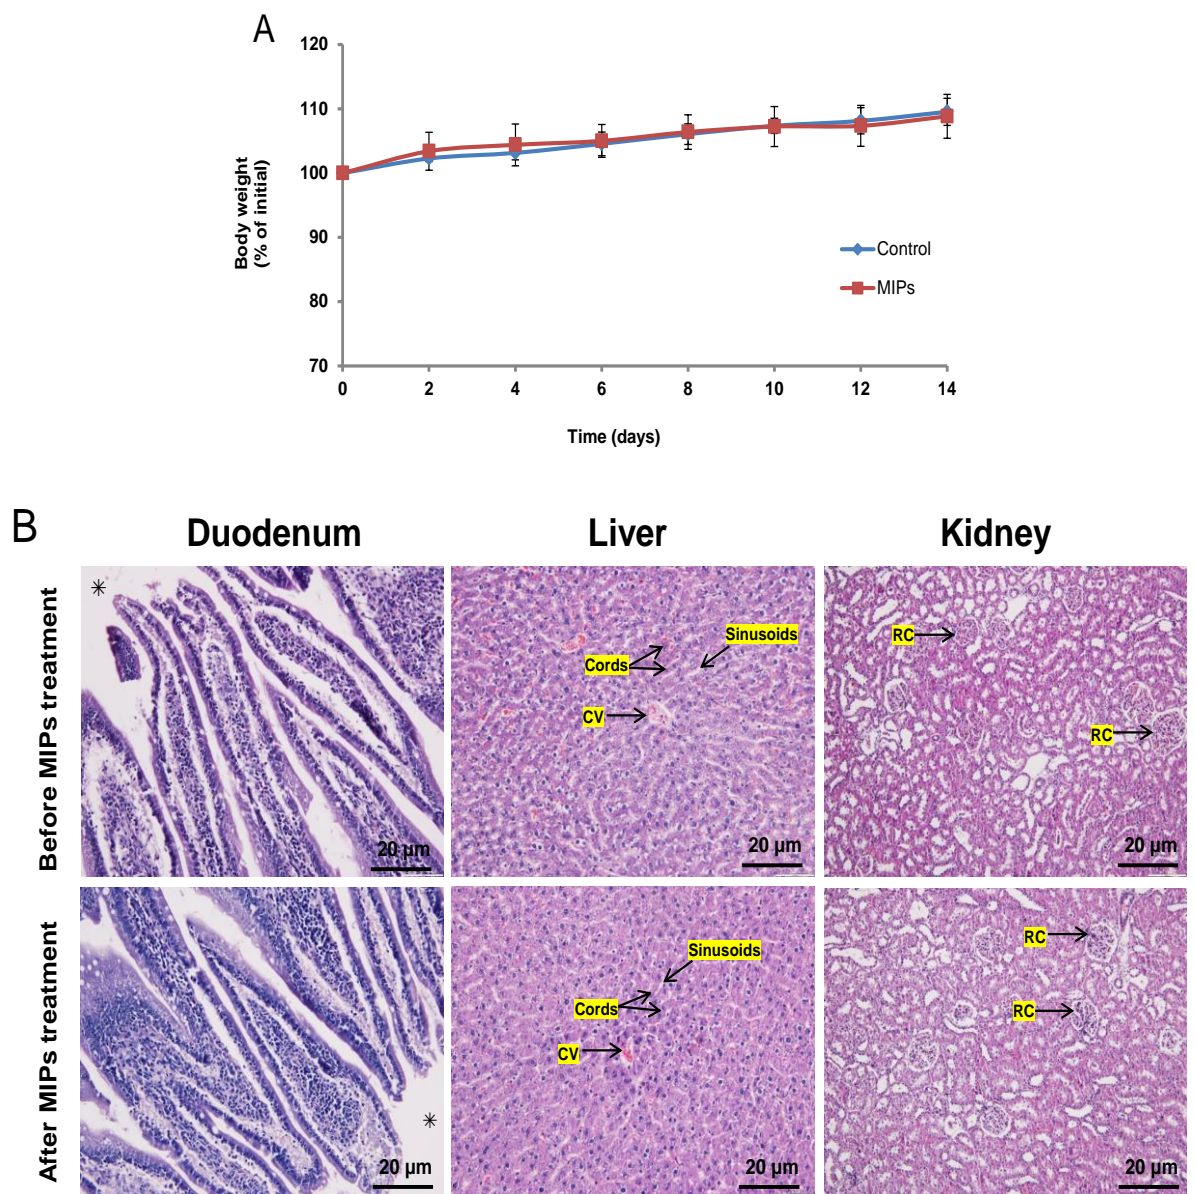 A
120
110
100
90
80
70
Body weight
(% of initial)
0 2 4 6 8 10 12 14
Time (days)
Control
MIPs
B
Duodenum Liver Kidney
Before MIPs treatment
*
20 µm
Sinusoids
Cords
CV
20 µm
RC
RC
20 µm
After MIPs treatment
*
20 µm
Sinusoids
Cords
CV
20 µm
RC
RC
20 µm